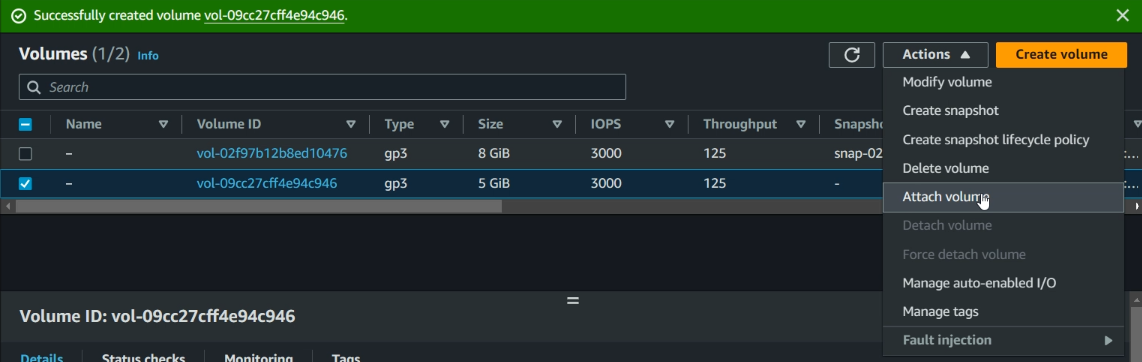 Successfully created volume vol-09cc27cff4e94c946.
Volumes (1/2) Info
Actions
Create volume
Search
Modify volume
Create snapshot
Create snapshot lifecycle policy
Delete volume
Attach volume
Detach volume
Force detach volume
Manage auto-enabled I/O
Manage tags
Fault injection
Name Volume ID Type Size IOPS Throughput Snapsh
– vol-02f97b12b8ed10476 gp3 8 GiB 3000 125 snap-02
– vol-09cc27cff4e94c946 gp3 5 GiB 3000 125 -
Volume ID: vol-09cc27cff4e94c946
Details Status checks Monitoring Tags